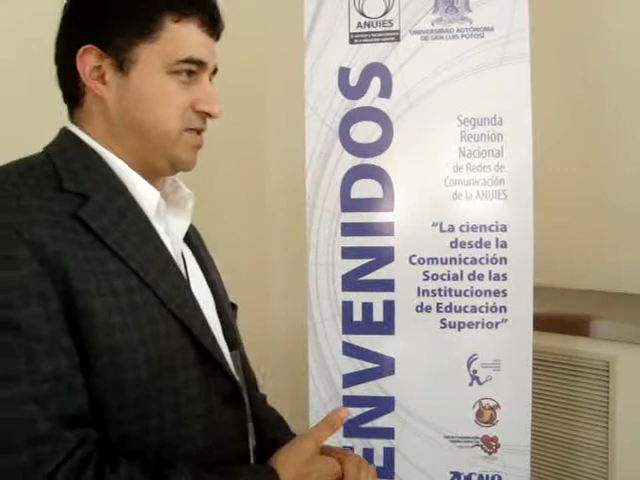 ANUIES
UNIVERSIDAD AUTÓNOMA
DE SAN LUIS POTOSÍ
ENVENIDOS
Segunda
Reunión
Nacional
de Redes de
Comunicación
de la ANUIES
"La ciencia
desde la
Comunicación
Social de las
Instituciones
de Educación
Superior"